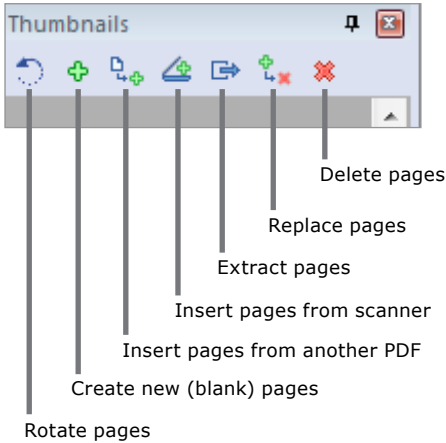 Thumbnails
Delete pages
Replace pages
Extract pages
Insert pages from scanner
Insert pages from another PDF
Create new (blank) pages
Rotate pages